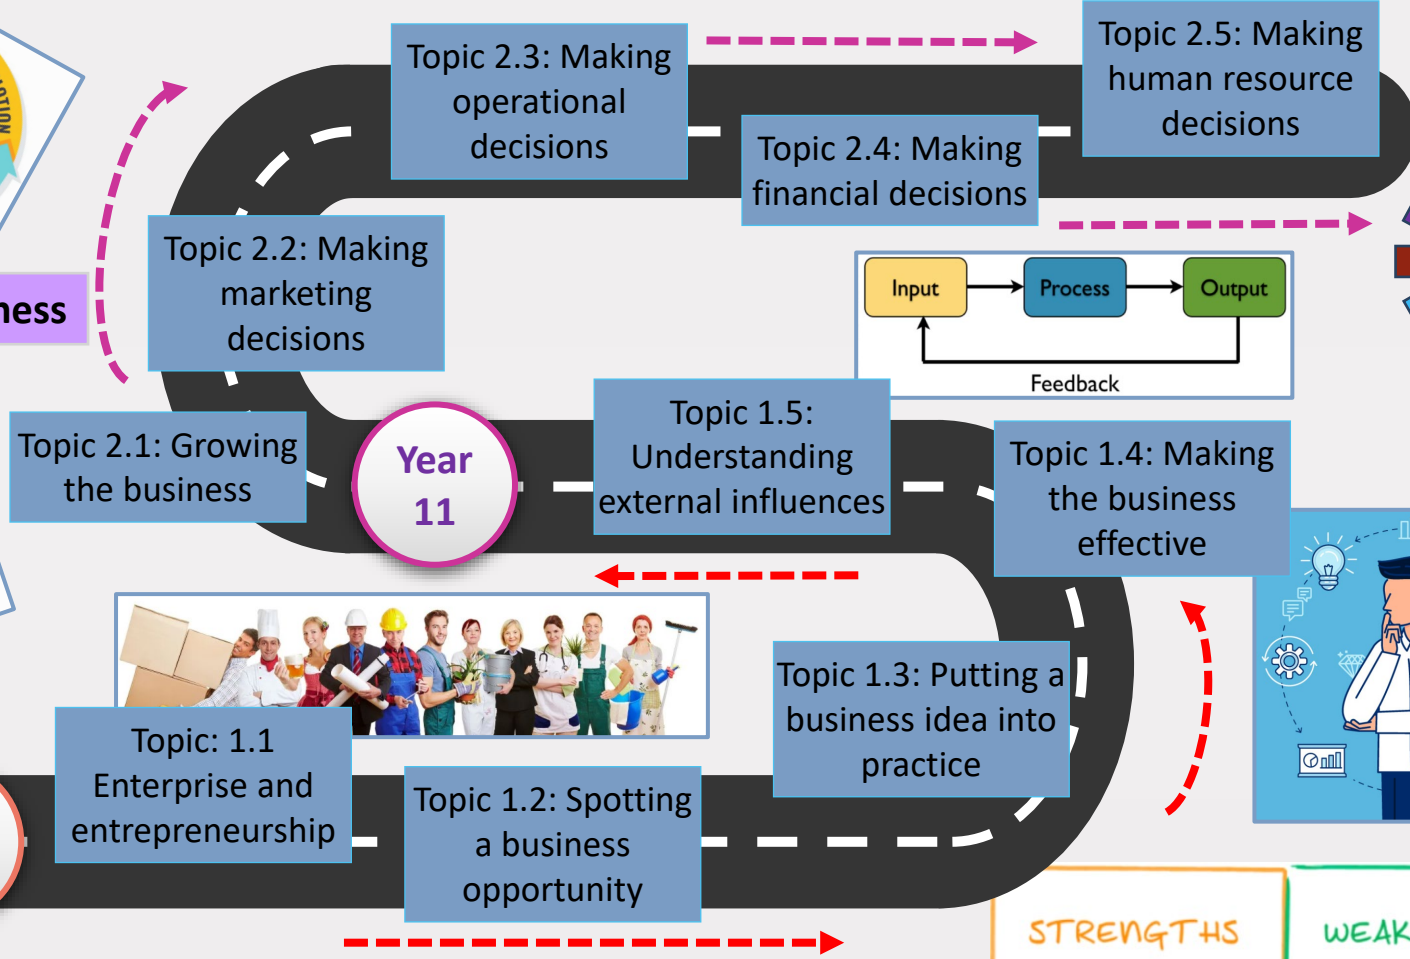 Topic 2.3: Making
operational
decisions
Topic 2.5: Making
human resource
decisions
Topic 2.4: Making
financial decisions
Topic 2.2: Making
marketing
decisions
Input
Process
Output
Feedback
Topic 2.1: Growing
the business
Year
11
Topic 1.5:
Understanding
external influences
Topic 1.4: Making
the business
effective
Topic 1.3: Putting a
business idea into
practice
Topic: 1.1
Enterprise and
entrepreneurship
Topic 1.2: Spotting
a business
opportunity
STRENGTHS